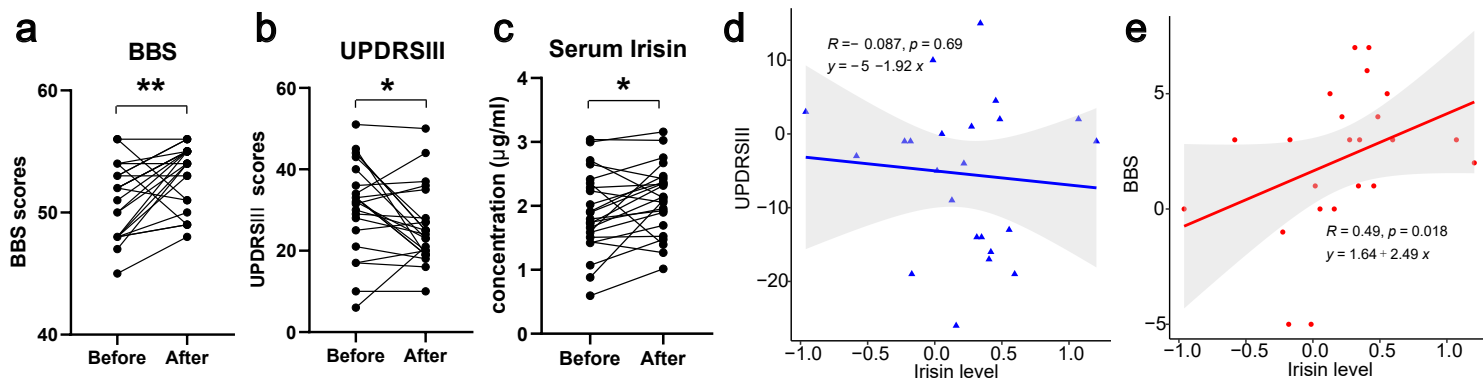 a
BBS
**
BBS scores
60
50
40
Before After
b
UPDRSIII
*
UPDRSIII scores
60
40
20
0
Before After
c
Serum Irisin
*
concentration (μg/ml)
4
3
2
1
0
Before After
d
R=− 0.087, p = 0.69
y = −5 −1.92 x
UPDRSIII
10
0
−10
−20
−1.0 −0.5 0.0 0.5 1.0
Irisin level
e
BBS
5
0
−5
R = 0.49, p = 0.018
y = 1.64 + 2.49 x
−1.0 −0.5 0.0 0.5 1.0
Irisin level